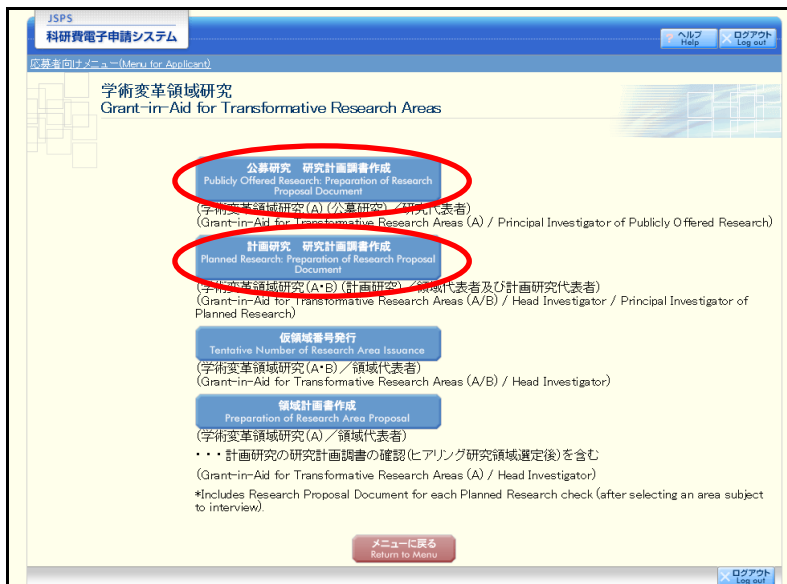 JSPS
科研費電子申請システム
ヘルプ
Help
ログアウト
Log out
応募者向けメニュー(Menu for Applicant)
学術変革領域研究
Grant-in-Aid for Transformative Research Areas
公募研究 研究計画調書作成
Publicly Offered Research: Preparation of Research
Proposal Document
(学術変革領域研究(A)(公募研究)/研究代表者)
(Grant-in-Aid for Transformative Research Areas (A) / Principal Investigator of Publicly Offered Research)
計画研究 研究計画調書作成
Planned Research: Preparation of Research Proposal
Document
(学術変革領域研究(A・B)(計画研究)/領域代表者及び計画研究代表者)
(Grant-in-Aid for Transformative Research Areas (A/B) / Head Investigator / Principal Investigator of
Planned Research)
仮領域番号発行
Tentative Number of Research Area Issuance
(学術変革領域研究(A・B)/領域代表者)
(Grant-in-Aid for Transformative Research Areas (A/B) / Head Investigator)
領域計画書作成
Preparation of Research Area Proposal
(学術変革領域研究(A)/領域代表者)
・・・計画研究の研究計画調書の確認(ヒアリング研究領域選定後)を含む
(Grant-in-Aid for Transformative Research Areas (A) / Head Investigator)
*Includes Research Proposal Document for each Planned Research check (after selecting an area subject
to interview).
メニューに戻る
Return to Menu
ログアウト
Log out